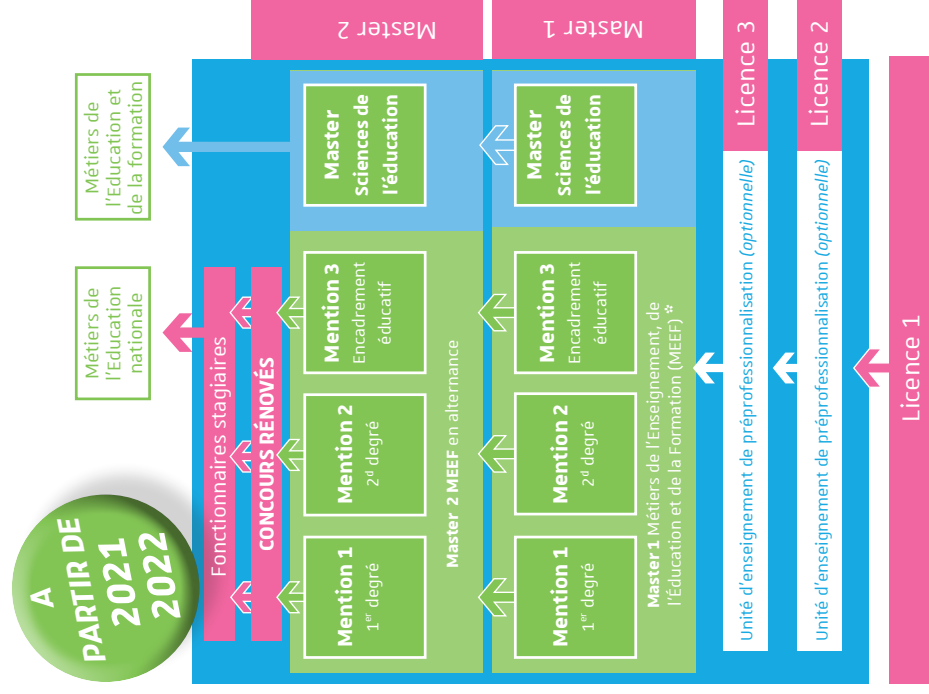 A
PARTIR DE
2021
2022
Métiers de
l'Education
nationale
Métiers de
l'Education et
de la formation
Fonctionnaires stagiaires
CONCOURS RÉNOVÉS
Master 2
Mention 1
1er degré
Mention 2
2d degré
Mention 3
Encadrement
éducatif
Master
sciences de
l'éducation
Master 2 MEEF en alternance
Master 1
Mention 1
1er degré
Mention 2
2d degré
Mention 3
Encadrement
éducatif
Master
sciences de
l'éducation
Master 1 Métiers de l'Enseignement, de
l'Éducation et de la Formation (MEEF) *
Unité d'enseignement de préprofessionnalisation (optionnelle)
Licence 3
Unité d'enseignement de préprofessionnalisation (optionnelle)
Licence 2
Licence 1